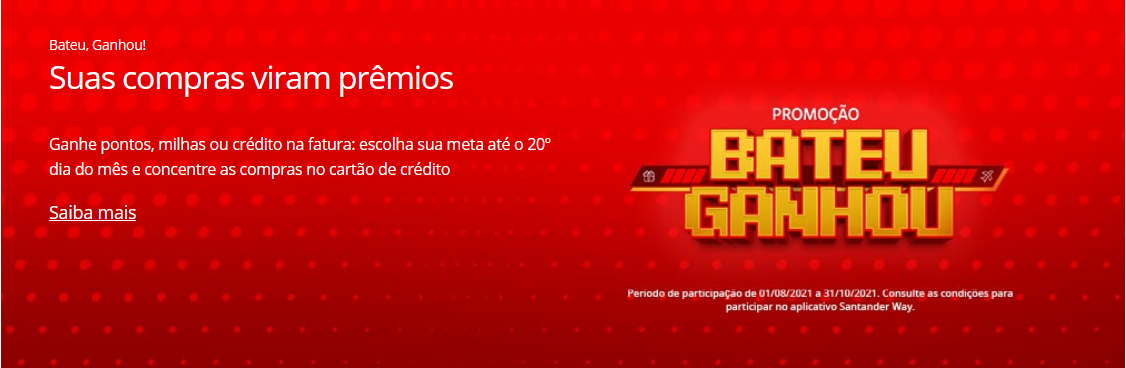 Bateu, Ganhou!
Suas compras viram prêmios
Ganhe pontos, milhas ou crédito na fatura: escolha sua meta até o 20º
dia do mês e concentre as compras no cartão de crédito
Saiba mais
PROMOÇÃO
BATEU
GANHOU
Período de participação de 01/08/2021 a 31/10/2021. Consulte as condições para
participar no aplicativo Santander Way.